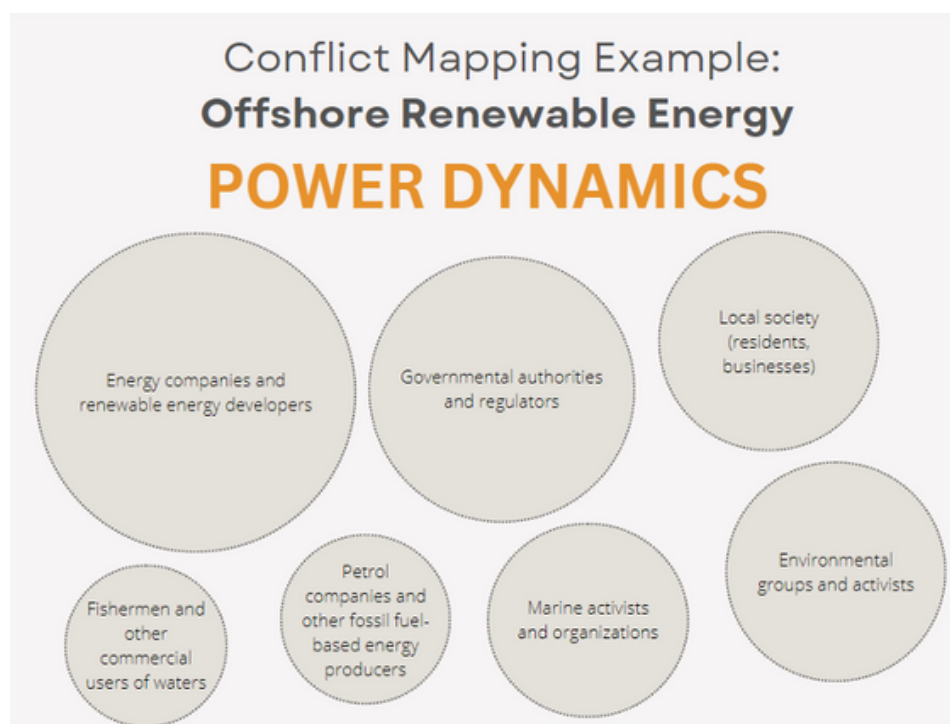 Conflict Mapping Example:
Offshore Renewable Energy
POWER DYNAMICS
Energy companies and
renewable energy developers
Governmental authorities
and regulators
Local society
(residents,
businesses)
Fishermen and
other
commercial
users of waters
Petrol
companies and
other fossil fuel-
based energy
producers
Marine activists
and organizations
Environmental
groups and activists